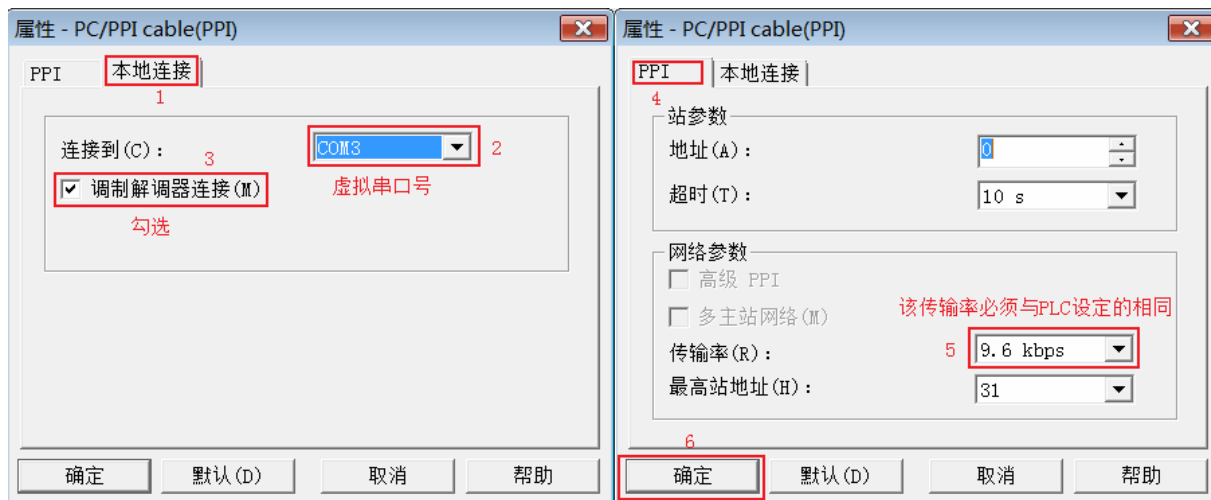 属性 - PC/PPI cable(PPI)
PPI 本地连接
1
连接到(C): 3 COM3 2
调制解调器连接(M) 虚拟串口号
勾选
确定 默认(D) 取消 帮助
属性 - PC/PPI cable(PPI)
PPI 本地连接
4
站参数
地址(A): 0
超时(T): 10 s
网络参数
高级 PPI
多主站网络(M) 该传输率必须与PLC设定的相同
传输率(R): 5 9.6 kbps
最高站地址(H): 31
6
确定 默认(D) 取消 帮助